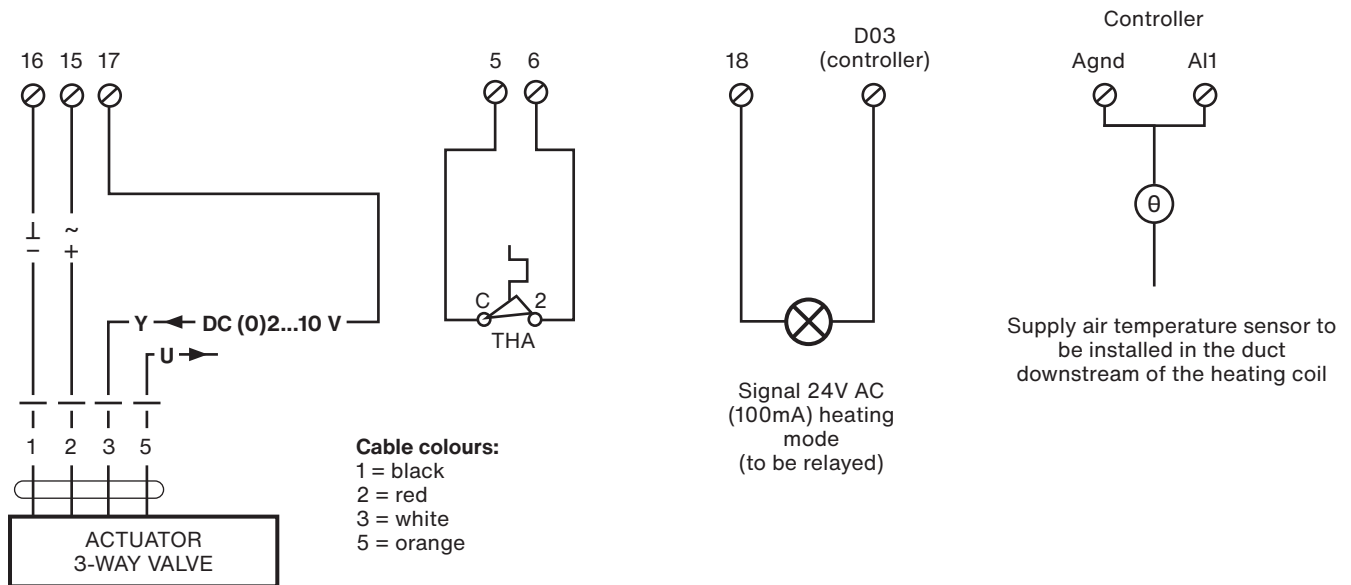 16 15 17
⊥ ~
− +
Y DC (0)2...10 V
U
1 2 3 5
ACTUATOR
3-WAY VALVE
Cable colours:
1 = black
2 = red
3 = white
5 = orange
5 6
C 2
THA
18
D03
(controller)
Signal 24V AC
(100mA) heating
mode
(to be relayed)
Controller
Agnd AI1
θ
Supply air temperature sensor to
be installed in the duct
downstream of the heating coil